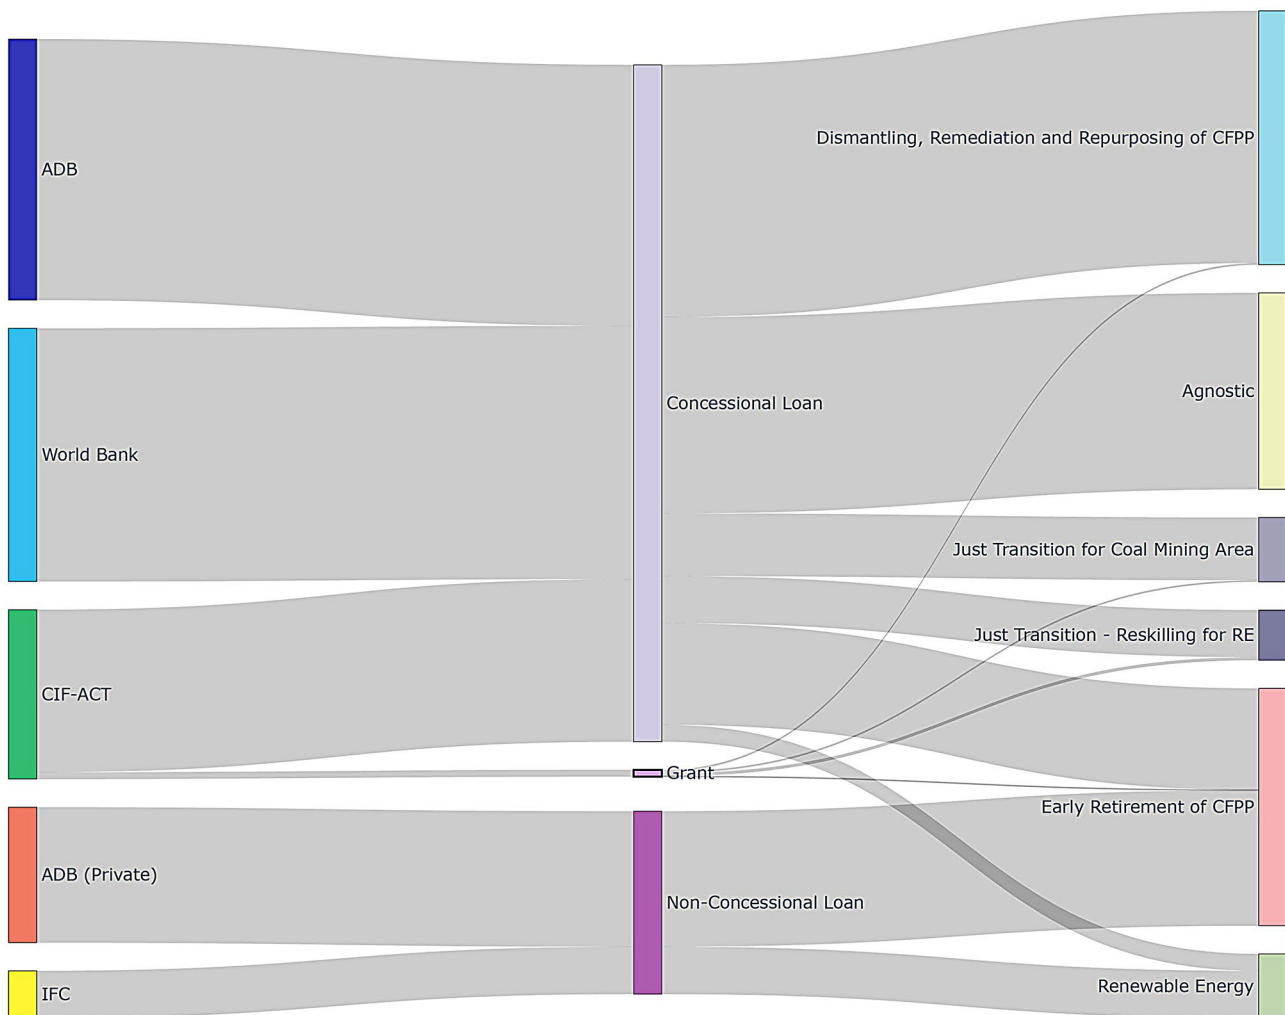 ADB
World Bank
CIF-ACT
ADB (Private)
IFC
Concessional Loan
Grant
Non-Concessional Loan
Dismantling, Remediation and Repurposing of CFPP
Agnostic
Just Transition for Coal Mining Area
Just Transition - Reskilling for RE
Early Retirement of CFPP
Renewable Energy